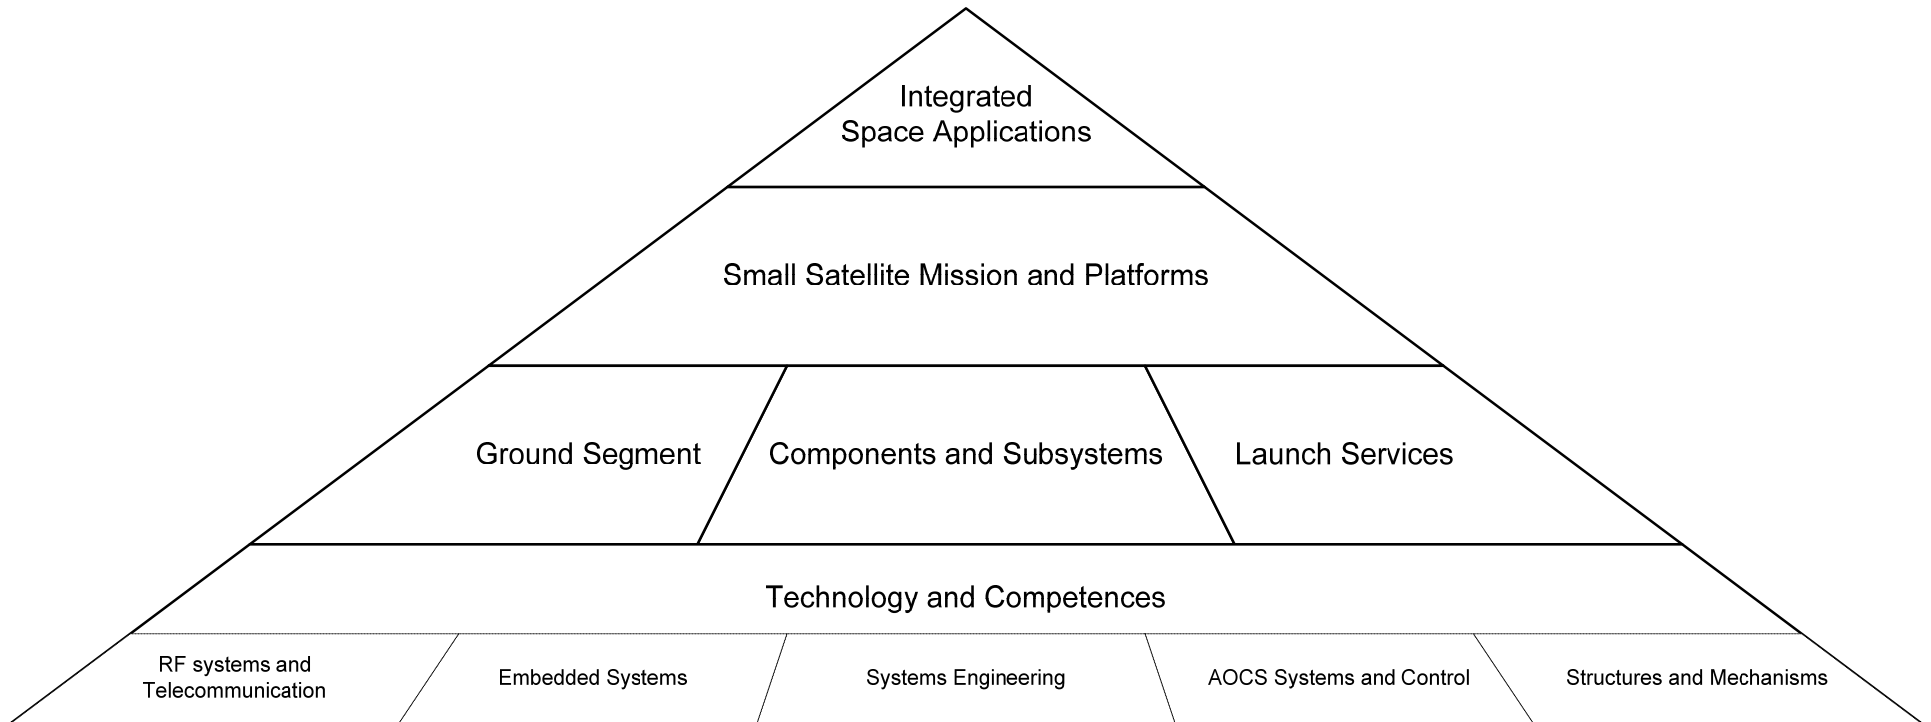 Integrated
Space Applications
Small Satellite Mission and Platforms
Ground Segment
Components and Subsystems
Launch Services
Technology and Competences
RF systems and
Telecommunication
Embedded Systems
Systems Engineering
AOCS Systems and Control
Structures and Mechanisms